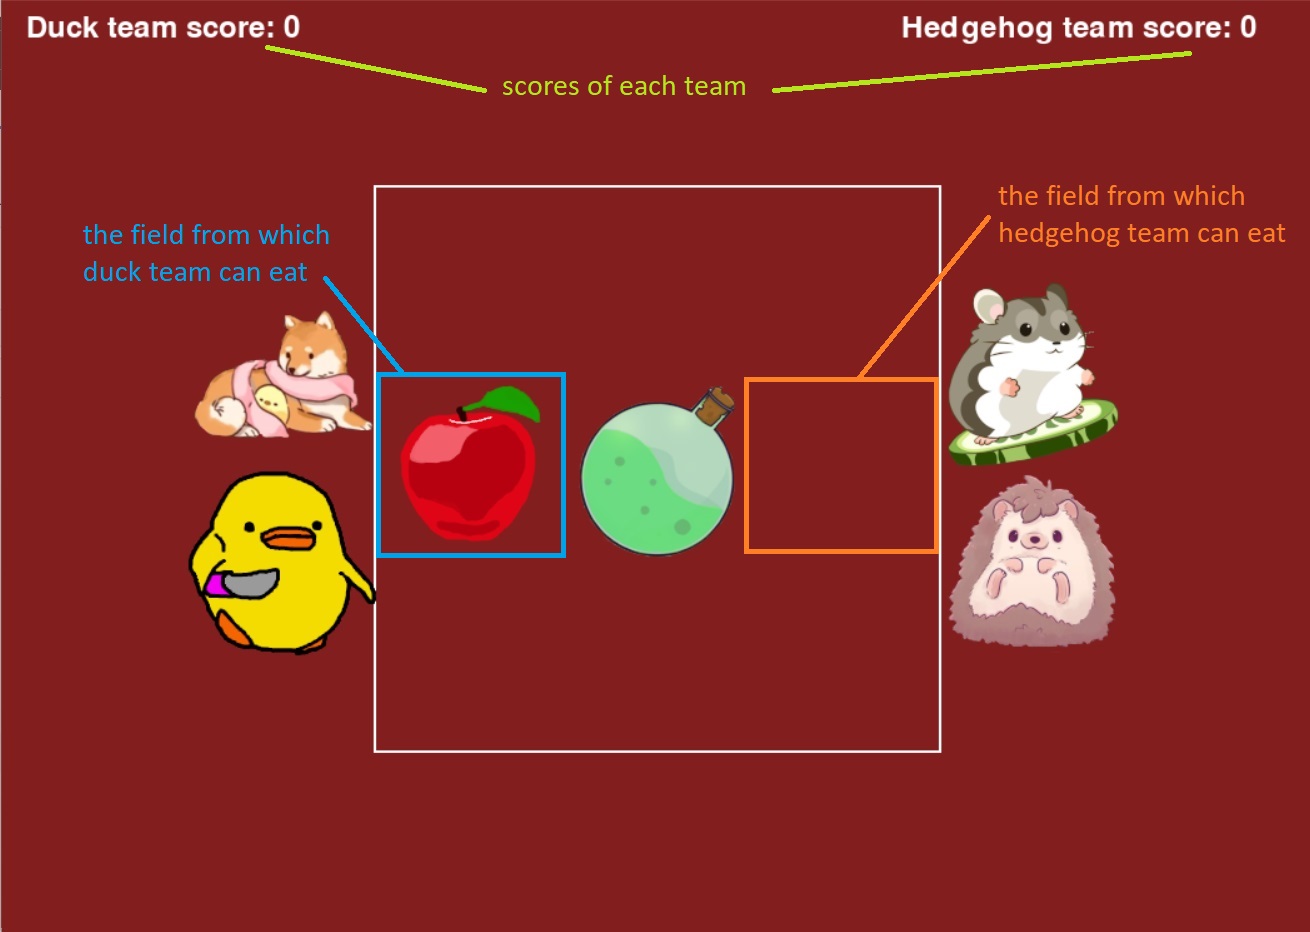 Duck team score: 0
Hedgehog team score: 0
scores of each team
the field from which
duck team can eat
the field from which
hedgehog team can eat